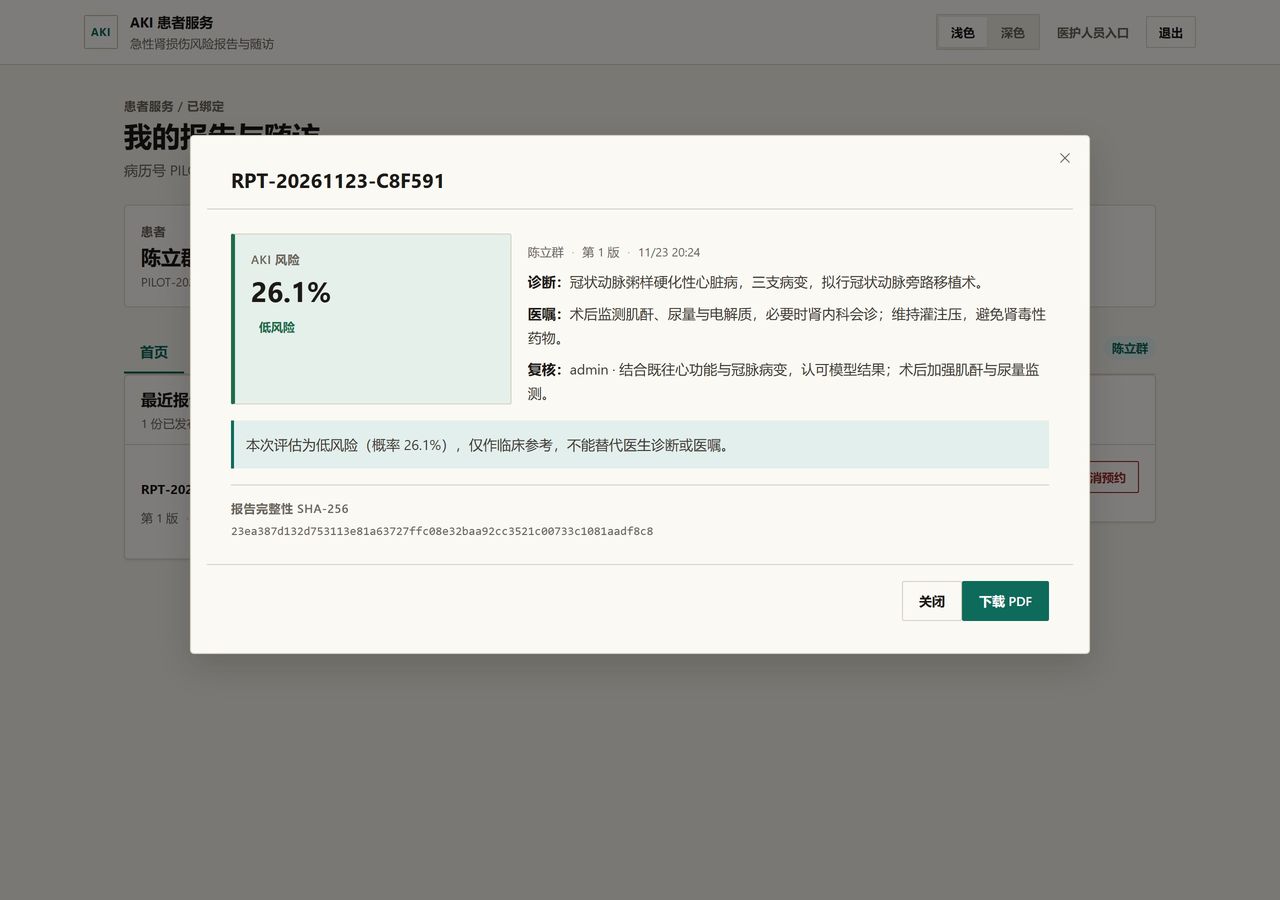 AKI
AKI 患者服务
急性肾损伤风险报告与随访
浅色
深色
医护人员入口
退出
患者服务 / 已绑定
我的报告与随访
病历号 PIL
患者
陈立群
PILOT-20
首页
陈立群
最近报
1 份已发
RPT-202
第 1 版 ·
消预约
RPT-20261123-C8F591
AKI 风险
26.1%
低风险
陈立群 · 第 1 版 · 11/23 20:24
诊断：冠状动脉粥样硬化性心脏病，三支病变，拟行冠状动脉旁路移植术。
医嘱：术后监测肌酐、尿量与电解质，必要时肾内科会诊；维持灌注压，避免肾毒性
药物。
复核：admin · 结合既往心功能与冠脉病变，认可模型结果；术后加强肌酐与尿量监
测。
本次评估为低风险（概率 26.1%），仅作临床参考，不能替代医生诊断或医嘱。
报告完整性 SHA-256
23ea387d132d753113e81a63727ffc08e32baa92cc3521c00733c1081aadf8c8
关闭
下载 PDF